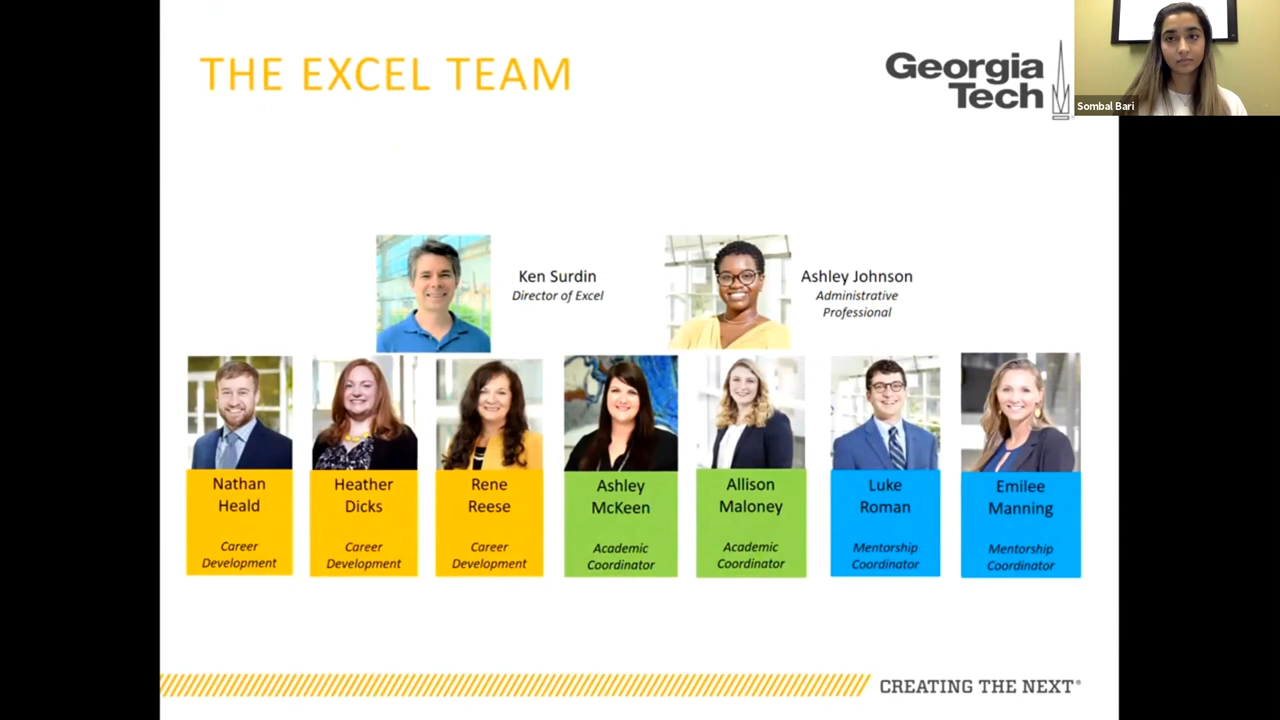 THE EXCEL TEAM
Georgia
Tech
Sombal Bari
Ken Surdin
Director of Excel
Ashley Johnson
Administrative
Professional
Nathan
Heald
Career
Development
Heather
Dicks
Career
Development
Rene
Reese
Career
Development
Ashley
McKeen
Academic
Coordinator
Allison
Maloney
Academic
Coordinator
Luke
Roman
Mentorship
Coordinator
Emilee
Manning
Mentorship
Coordinator
CREATING THE NEXT®